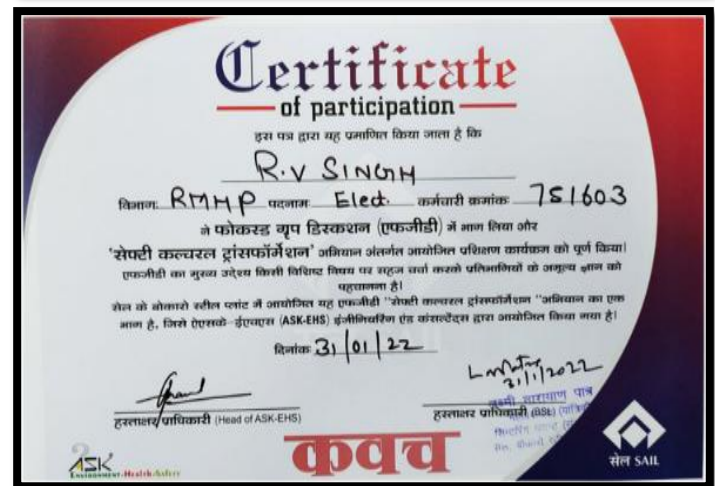 Certificate
of participation
इस पत्र द्वारा यह प्रमाणित किया जाता है कि
R.V SINGH
विभाग: RMHP पदनाम: Elect. कर्मचारी क्रमांक: 751603
ने फोकस्ड ग्रुप डिस्कशन (एफजीडी) में भाग लिया और
'सेफ्टी कल्चरल ट्रांसफॉर्मेशन' अभियान अंतर्गत आयोजित प्रशिक्षण कार्यक्रम को पूर्ण किया।
एफजीडी का मुख्य उद्देश्य किसी विशिष्ट विषय पर सहज चर्चा करके प्रतिभागियों के अमूल्य ज्ञान को
पहचानना है।
सेल के बोकारो स्टील प्लांट में आयोजित यह एफजीडी "सेफ्टी कल्चरल ट्रांसफॉर्मेशन "अभियान का एक
भाग है, जिसे ऐएसके-ईएचएस (ASK-EHS) इंजीनियरिंग एंड कंसल्टेंट्स द्वारा आयोजित किया गया है।
दिनांक: 31/01/22
31/1/2022
लक्ष्मी नारायण पात्र
हस्ताक्षर प्राधिकारी (Head of ASK-EHS)
हस्ताक्षर प्राधिकारी (BSL)
कवच
ASK
Environment-Health-Safety
सेल SAIL